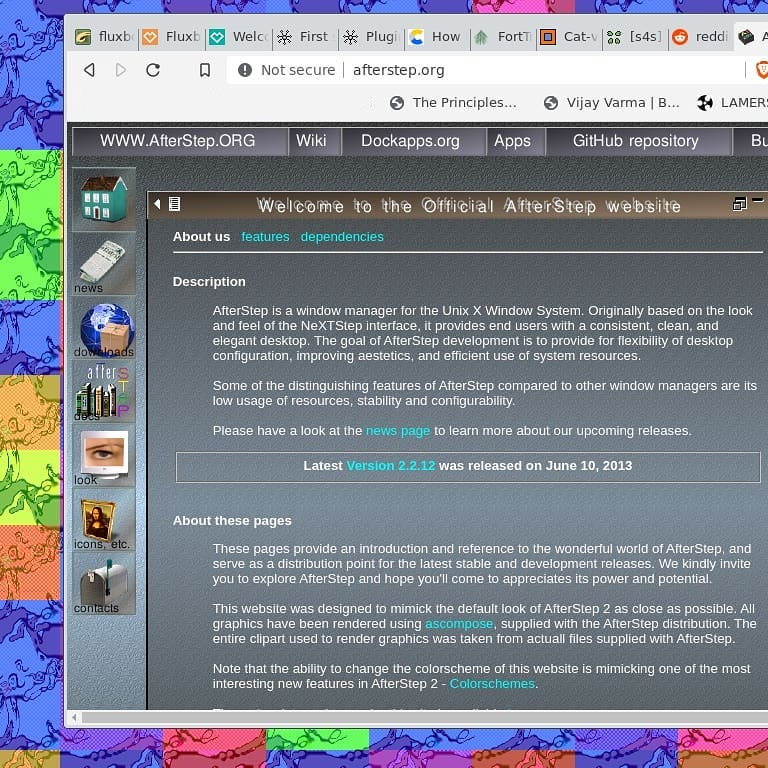 fluxb
Fluxb
Welc
First
Plugi
How
FortT
Cat-v
[s4s]
reddi
A
Not secure
afterstep.org
The Principles...
Vijay Varma | B...
LAMERS
WWW.AfterStep.ORG
Wiki
Dockapps.org
Apps
GitHub repository
Bu
Welcome to the Official AfterStep website
About us features dependencies
news
downloads
after
STEP
docs
look
icons, etc.
contacts
Description
AfterStep is a window manager for the Unix X Window System. Originally based on the look
and feel of the NeXTStep interface, it provides end users with a consistent, clean, and
elegant desktop. The goal of AfterStep development is to provide for flexibility of desktop
configuration, improving aestetics, and efficient use of system resources.
Some of the distinguishing features of AfterStep compared to other window managers are its
low usage of resources, stability and configurability.
Please have a look at the news page to learn more about our upcoming releases.
Latest Version 2.2.12 was released on June 10, 2013
About these pages
These pages provide an introduction and reference to the wonderful world of AfterStep, and
serve as a distribution point for the latest stable and development releases. We kindly invite
you to explore AfterStep and hope you'll come to appreciates its power and potential.
This website was designed to mimick the default look of AfterStep 2 as close as possible. All
graphics have been rendered using ascompose, supplied with the AfterStep distribution. The
entire clipart used to render graphics was taken from actuall files supplied with AfterStep.
Note that the ability to change the colorscheme of this website is mimicking one of the most
interesting new features in AfterStep 2 - Colorschemes.